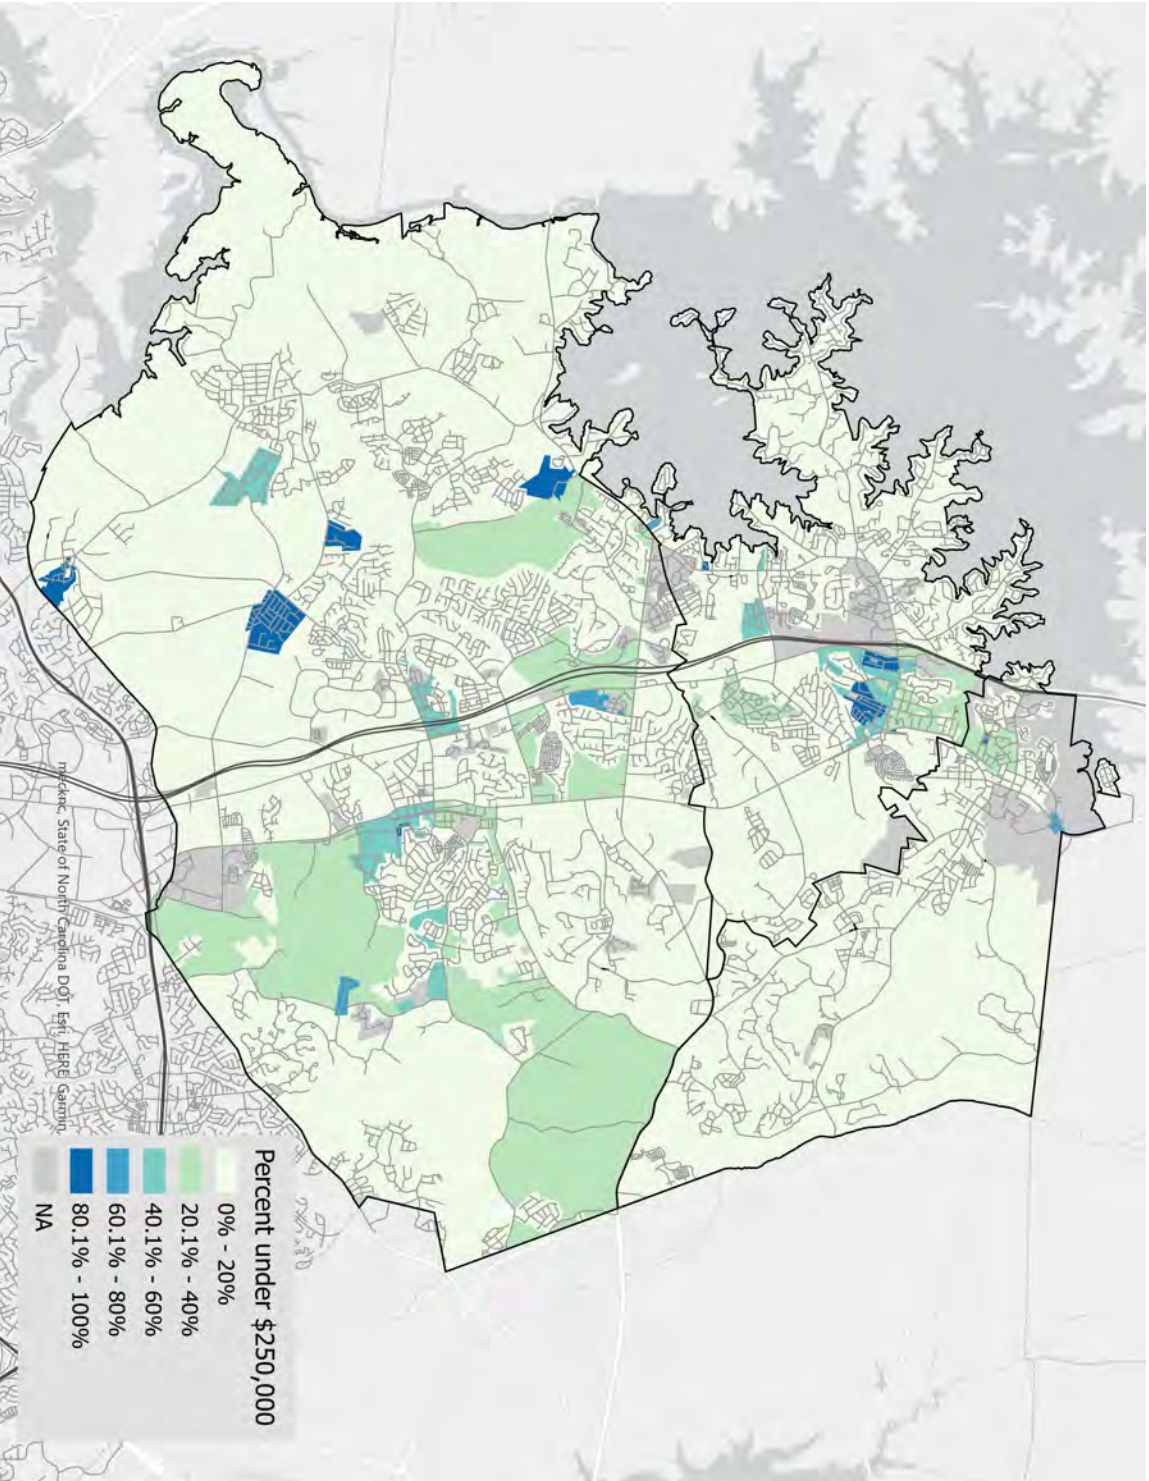 Percent under $250,000
0% - 20%
20.1% - 40%
40.1% - 60%
60.1% - 80%
80.1% - 100%
NA
mecknc, State of North Carolina DOT, Esri, HERE, Garmin,